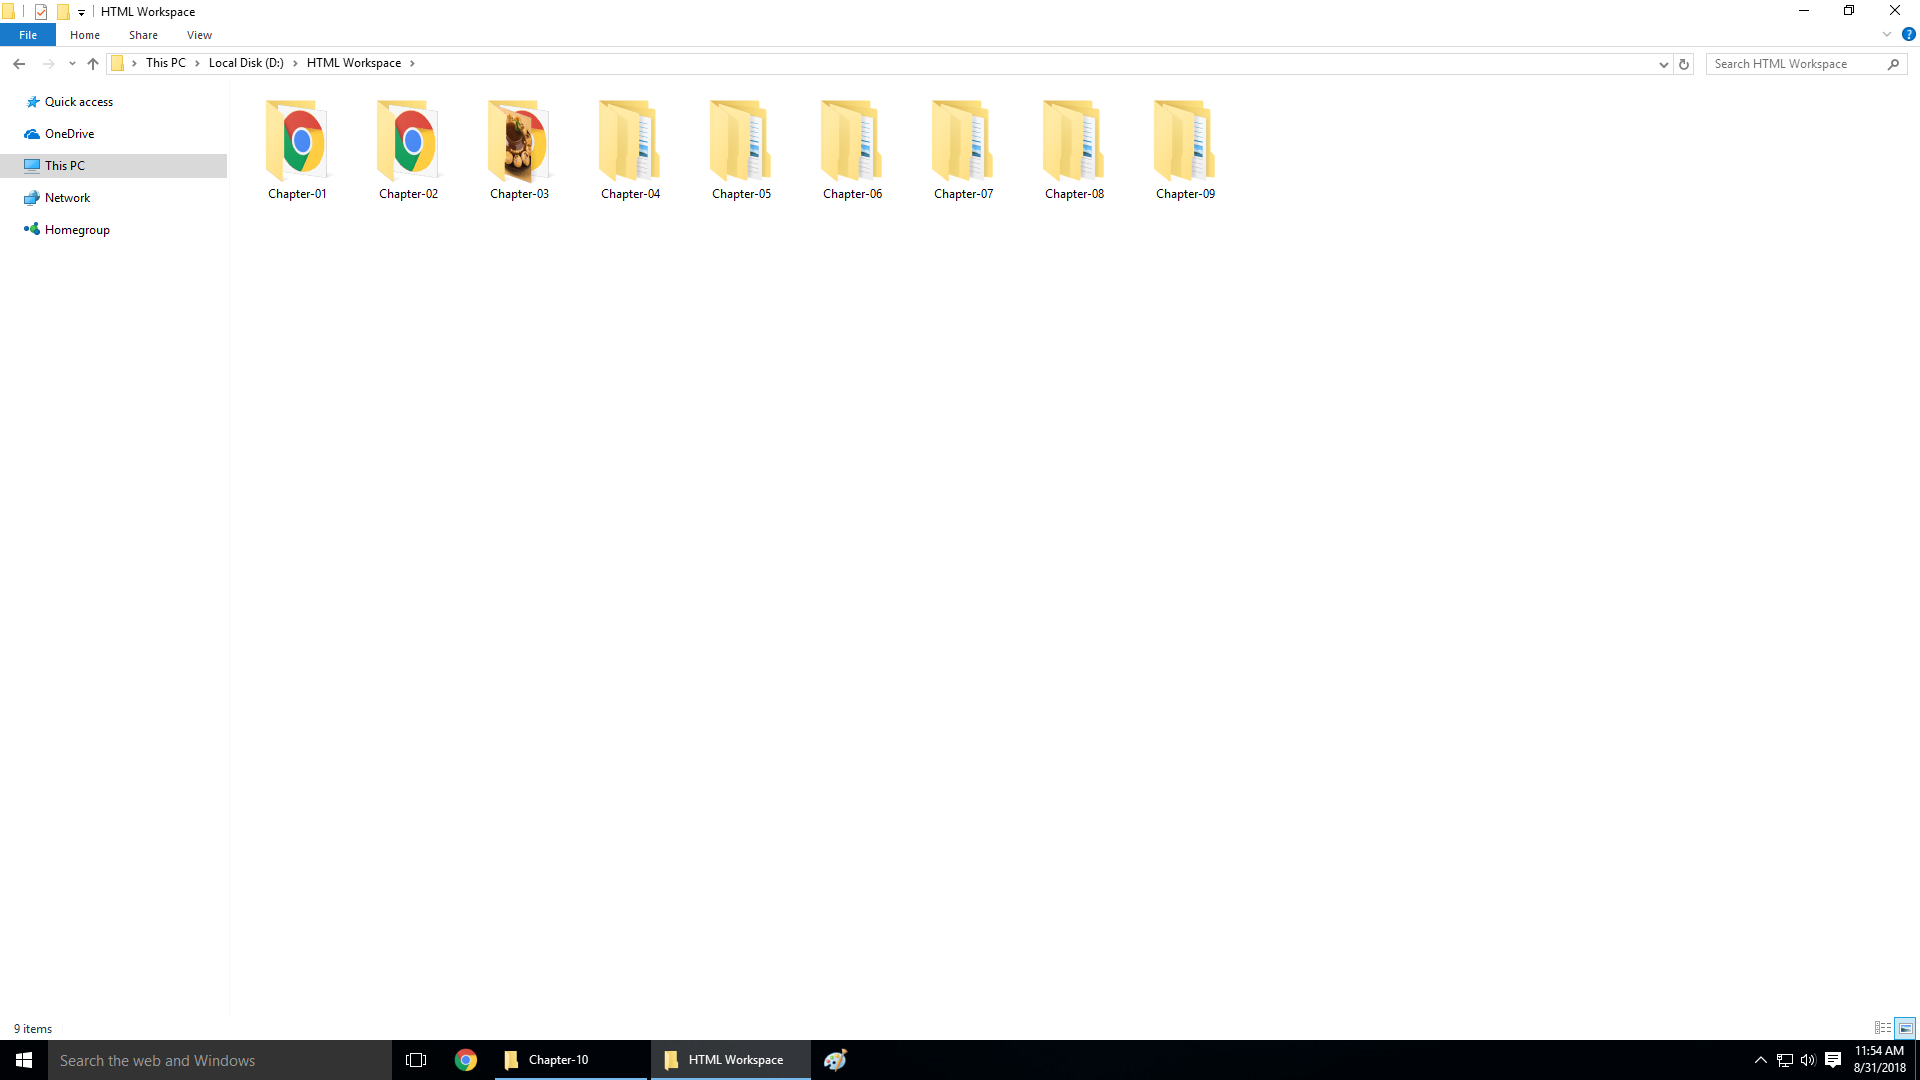 HTML Workspace
File Home Share View
?
This PC Local Disk (D:) HTML Workspace
Search HTML Workspace
Quick access
OneDrive
This PC
Network
Homegroup
Chapter-01 Chapter-02 Chapter-03 Chapter-04 Chapter-05 Chapter-06 Chapter-07 Chapter-08 Chapter-09
9 items
Search the web and Windows
Chapter-10
HTML Workspace
11:54 AM
8/31/2018